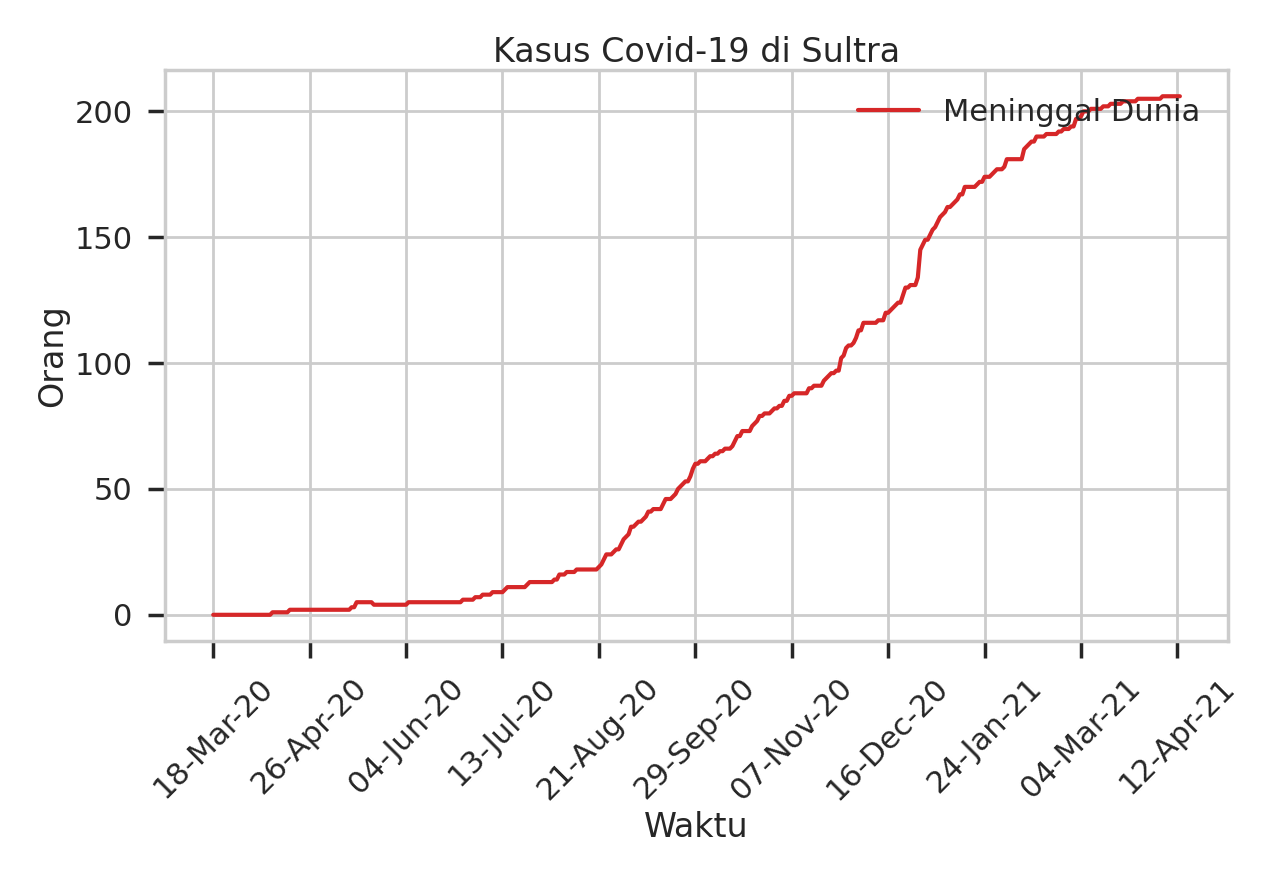 Kasus Covid-19 di Sultra
Meninggal Dunia
200
150
100
50
0
Orang
18-Mar-20
26-Apr-20
04-Jun-20
13-Jul-20
21-Aug-20
29-Sep-20
07-Nov-20
16-Dec-20
24-Jan-21
04-Mar-21
12-Apr-21
Waktu